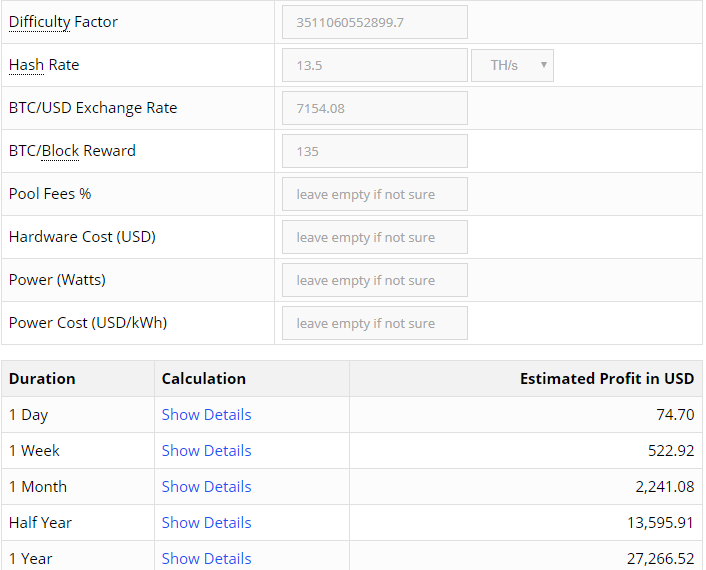 Difficulty Factor 3511060552899.7
Hash Rate 13.5 TH/s ▼
BTC/USD Exchange Rate 7154.08
BTC/Block Reward 135
Pool Fees % leave empty if not sure
Hardware Cost (USD) leave empty if not sure
Power (Watts) leave empty if not sure
Power Cost (USD/kWh) leave empty if not sure
Duration Calculation Estimated Profit in USD
1 Day Show Details 74.70
1 Week Show Details 522.92
1 Month Show Details 2,241.08
Half Year Show Details 13,595.91
1 Year Show Details 27,266.52